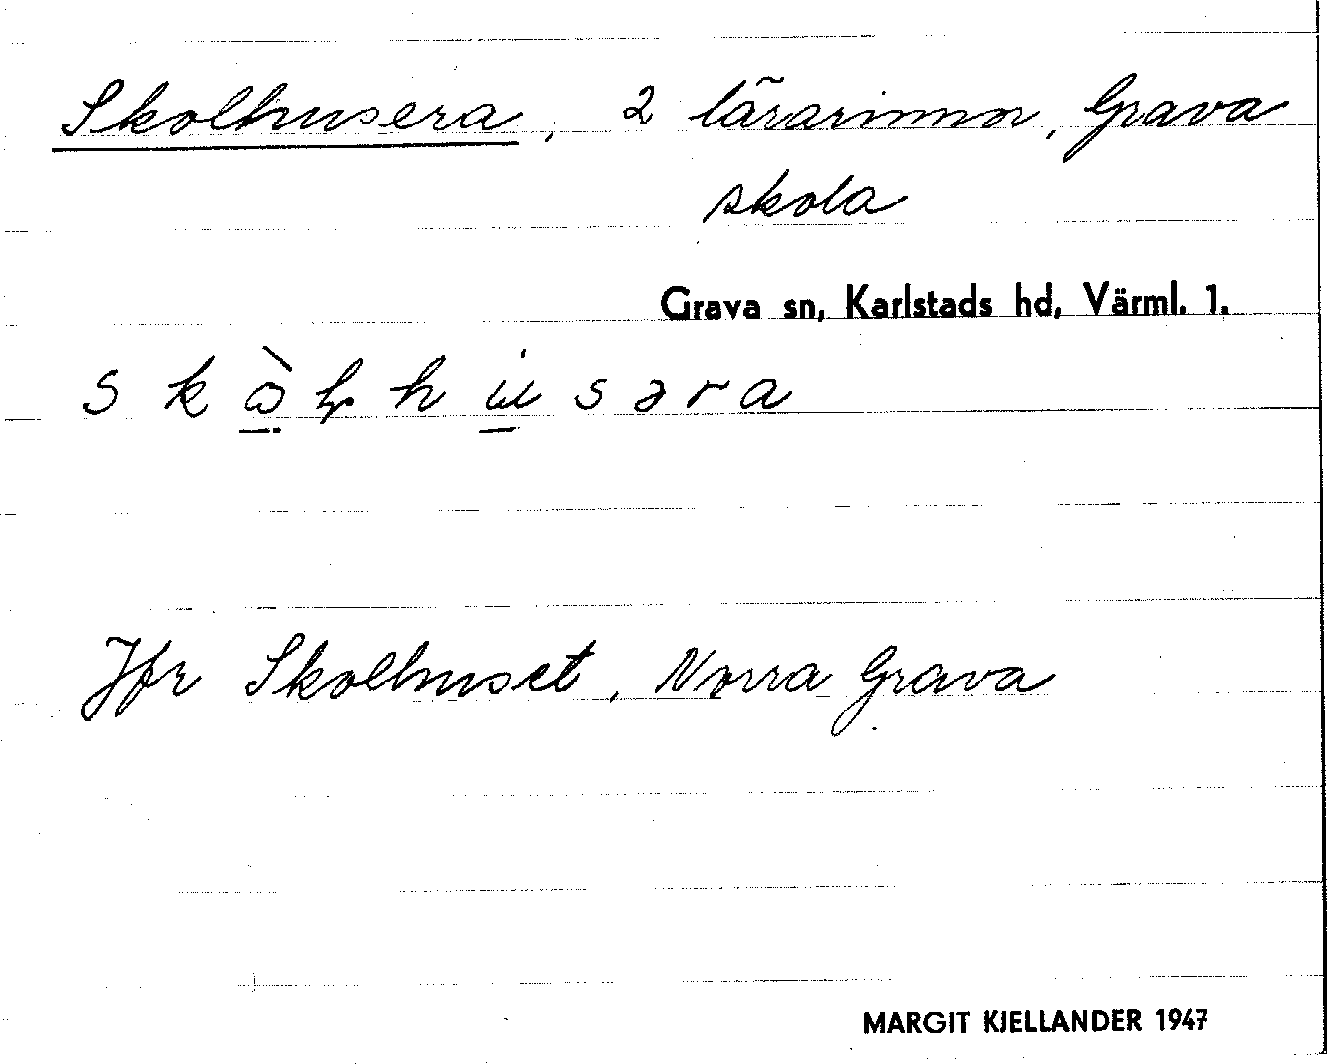 Skolhusera, 2 lärarinnor, Grava
skola
Grava sn, Karlstads hd, Värml. 1.
Jfr Skolhuset, Norra Grava
MARGIT KJELLANDER 1947